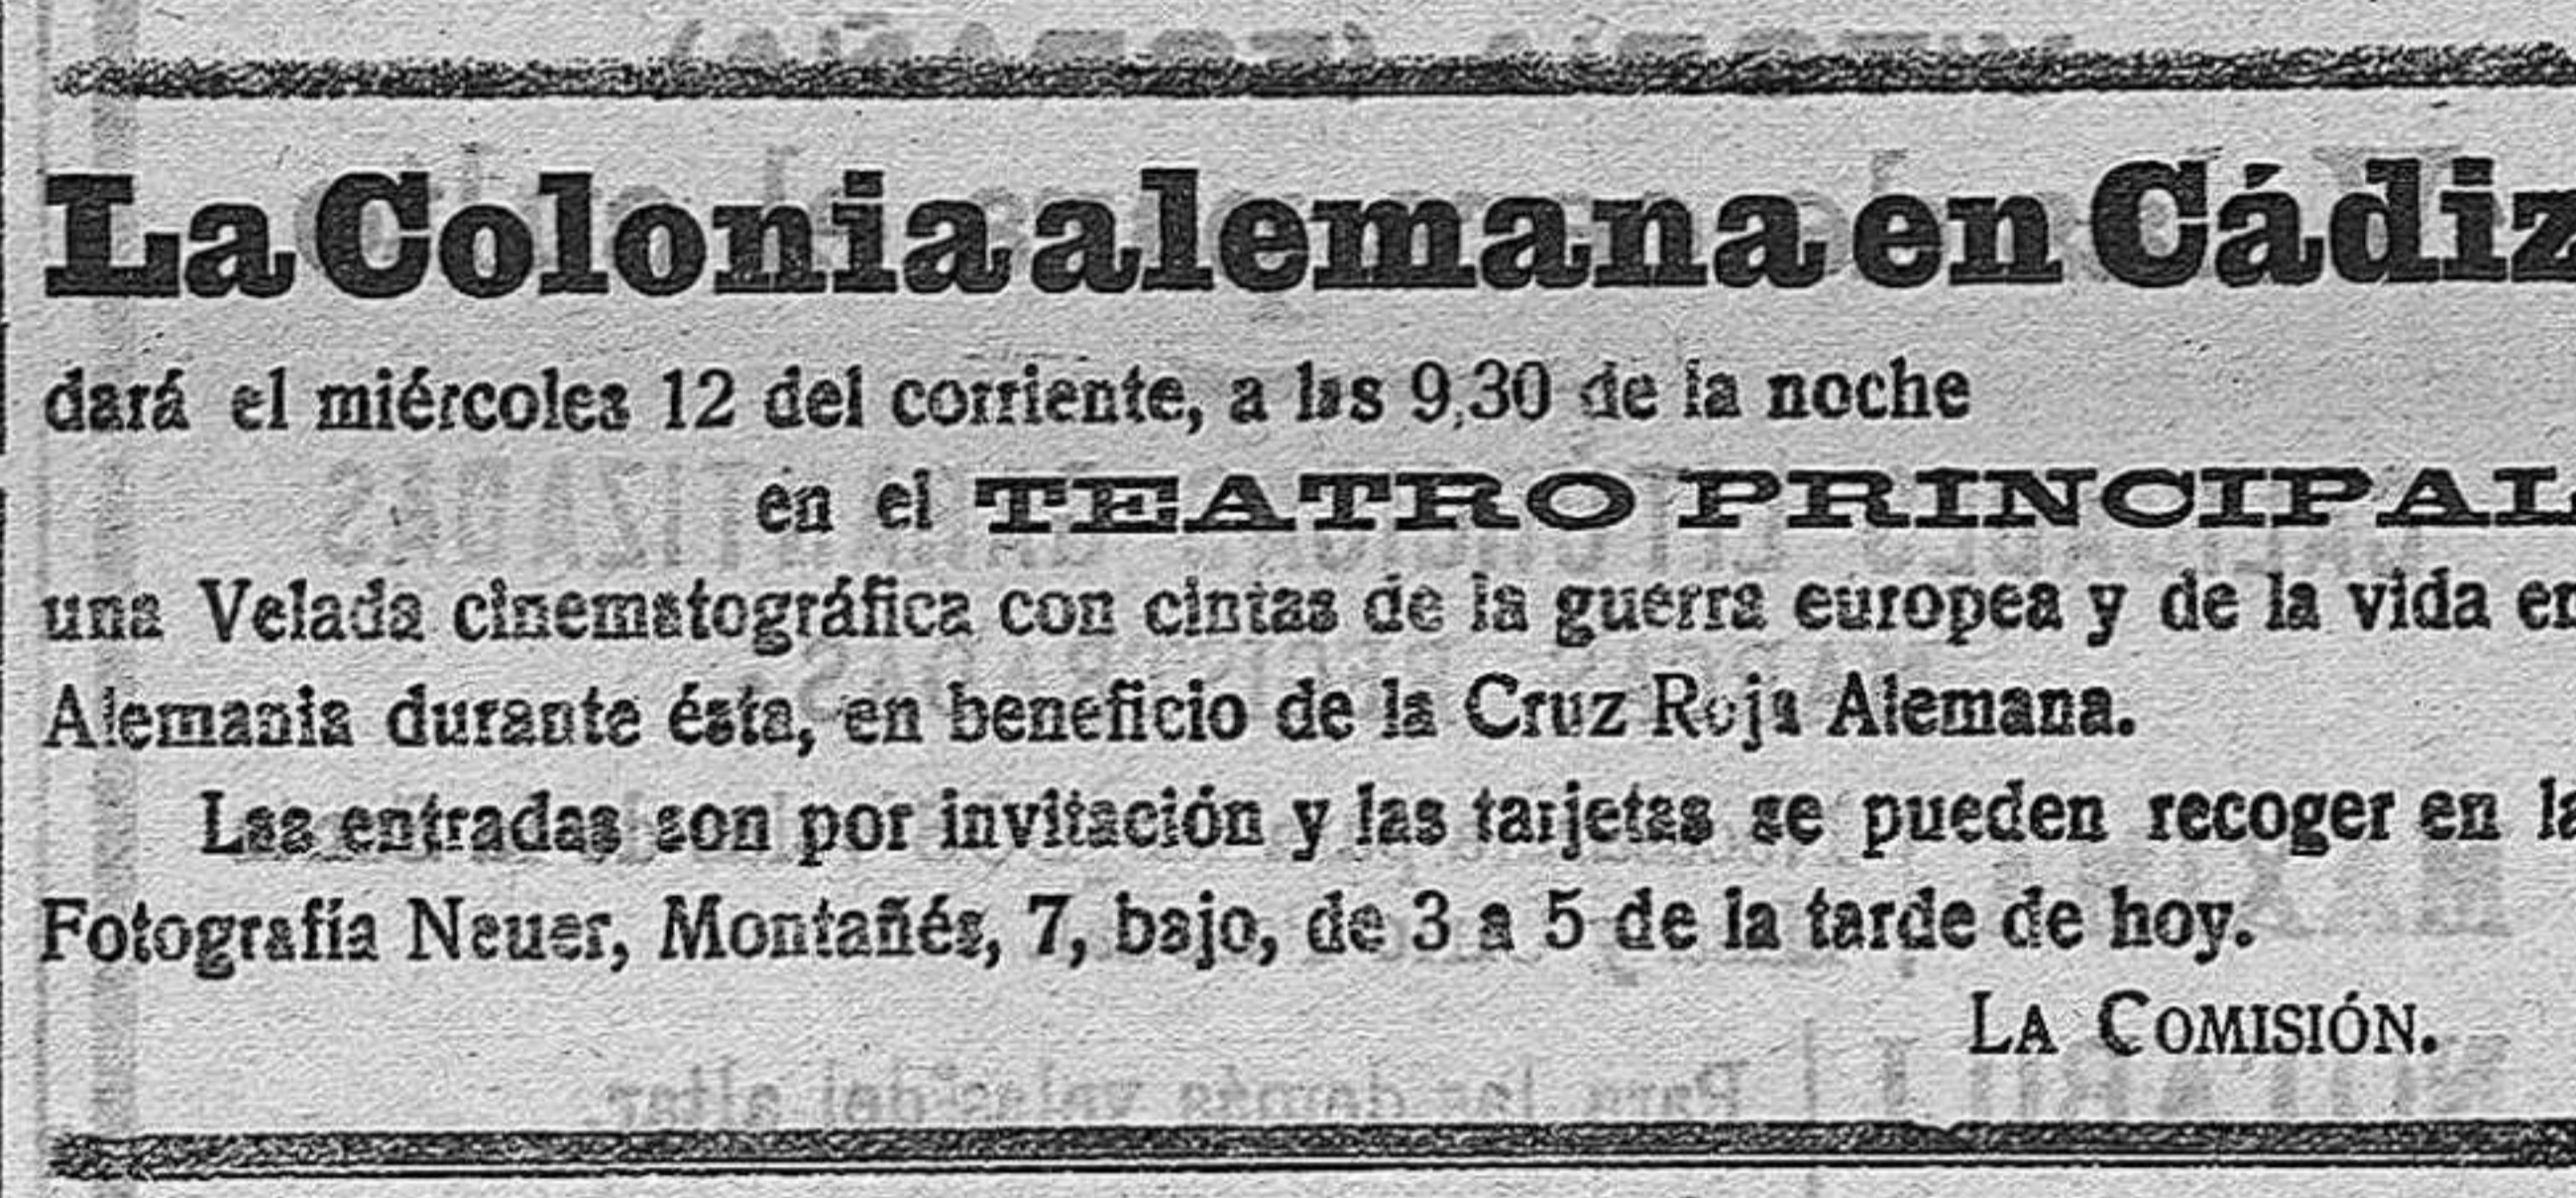 La Colonia alemana en Cádiz
dará el miércoles 12 del corriente, a las 9,30 de la noche
en el TEATRO PRINCIPAL
una Velada cinematográfica con cintas de la guerra europea y de la vida en
Alemania durante ésta, en beneficio de la Cruz Roja Alemana.
Las entradas son por invitación y las tarjetas se pueden recoger en la
Fotografía Neuer, Montañés, 7, bajo, de 3 a 5 de la tarde de hoy.
LA COMISIÓN.